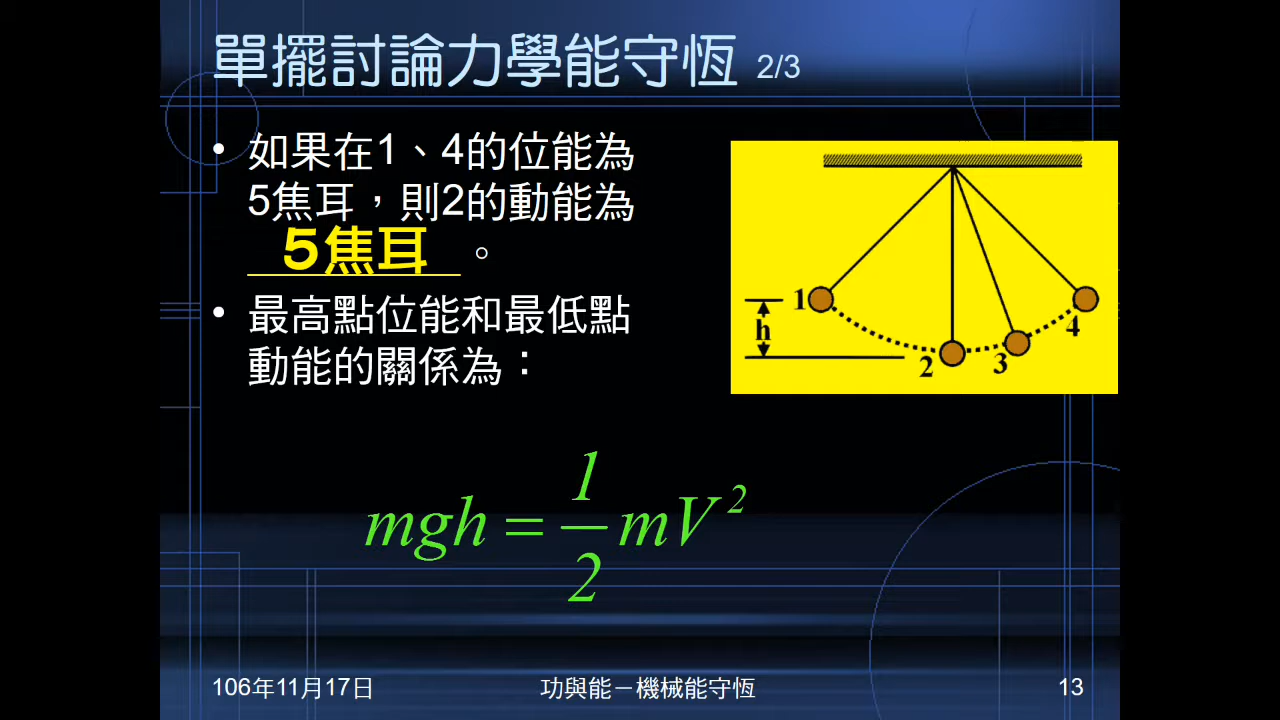 單擺討論力學能守恆 2/3
• 如果在1、4的位能為
5焦耳，則2的動能為
5焦耳 。
• 最高點位能和最低點
動能的關係為：
1
h
2
3
4
mgh = 1/2 mV²
106年11月17日
功與能－機械能守恆
13